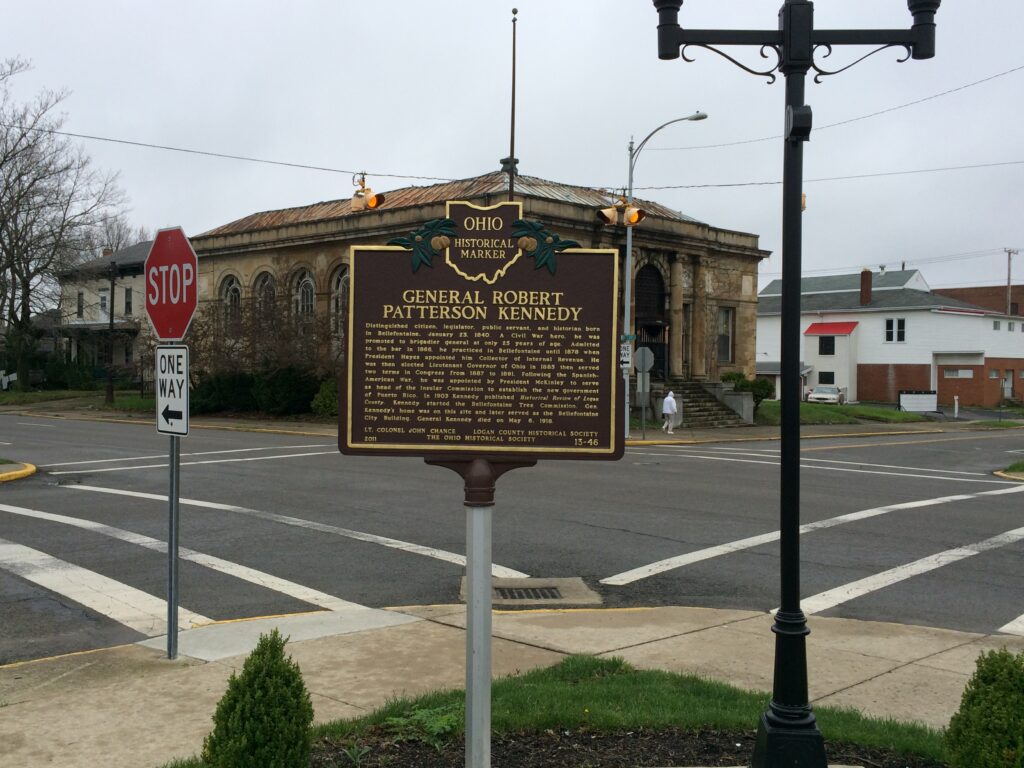 OHIO
HISTORICAL
MARKER
GENERAL ROBERT
PATTERSON KENNEDY
Distinguished citizen, legislator, public servant, and historian born
in Bellefontaine, January 23, 1840. A Civil War hero, he was
promoted to brigadier general at only 25 years of age. Admitted
to the bar in 1866, he practiced in Bellefontaine until 1878 when
President Hayes appointed him Collector of Internal Revenue. He
was then elected Lieutenant Governor of Ohio in 1885 then served
two terms in Congress from 1887 to 1891. Following the Spanish-
American War, he was appointed by President McKinley to serve
as head of the Insular Commission to establish the new government
of Puerto Rico. In 1903 Kennedy published Historical Review of Logan
County. Kennedy started the Bellefontaine Tree Commission. Gen.
Kennedy's home was on this site and later served as the Bellefontaine
City Building. General Kennedy died on May 6, 1918.
LT. COLONEL JOHN CHANCE LOGAN COUNTY HISTORICAL SOCIETY
THE OHIO HISTORICAL SOCIETY
2011 13-46
STOP
ONE
WAY
ONE WAY